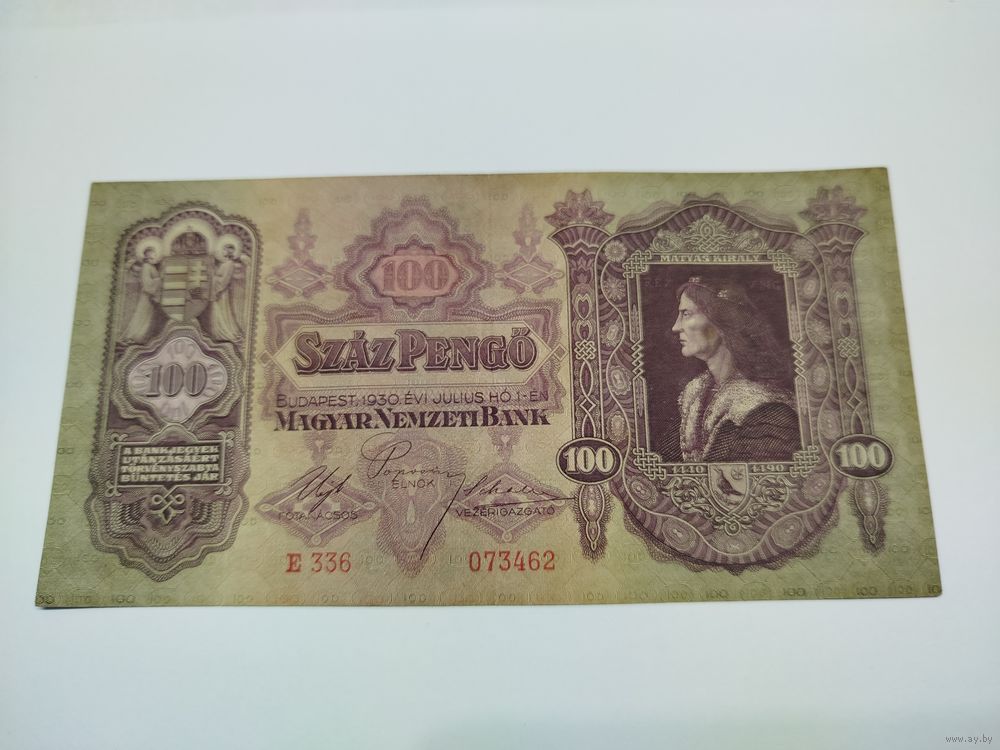 100
A BANKJEGYEK
UTÁNZÁSÁÉRT
TÖRVÉNYSZABTA
BÜNTETÉS JÁR
100
SZÁZ PENGŐ
BUDAPEST, 1930. ÉVI JULIUS HÓ 1-ÉN
MAGYAR NEMZETI BANK
FŐTANÁCSOS
ELNÖK
VEZÉRIGAZGATÓ
E 336 073462
MÁTYÁS KIRÁLY
100 100
1440 1490
www.ay.by